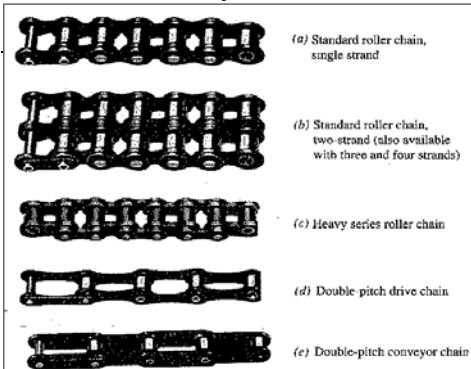 (a) Standard roller chain,
single strand
(b) Standard roller chain,
two-strand (also available
with three and four strands)
(c) Heavy series roller chain
(d) Double-pitch drive chain
(e) Double-pitch conveyor chain